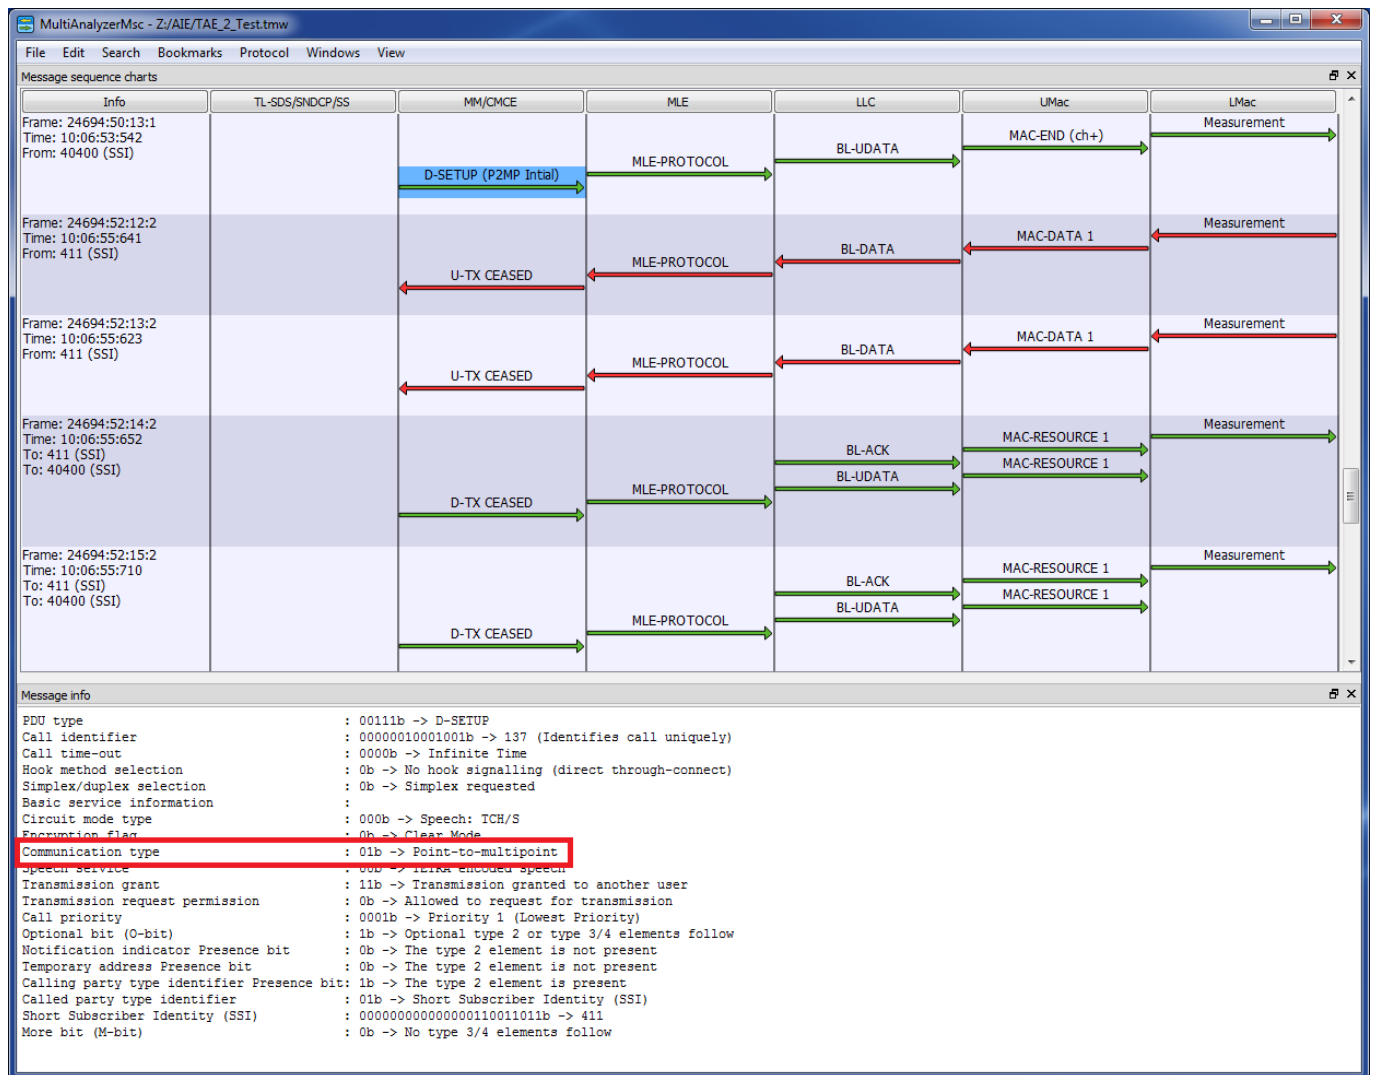 MultiAnalyzerMsc - Z:/AIE/TAE_2_Test.tmw
File Edit Search Bookmarks Protocol Windows View
Message sequence charts
Info TL-SDS/SNDCP/SS MM/CMCE MLE LLC UMac LMac
Frame: 24694:50:13:1
Time: 10:06:53:542
From: 40400 (SSI)
Measurement
MAC-END (ch+)
BL-UDATA
MLE-PROTOCOL
D-SETUP (P2MP Intial)
Frame: 24694:52:12:2
Time: 10:06:55:641
From: 411 (SSI)
Measurement
MAC-DATA 1
BL-DATA
MLE-PROTOCOL
U-TX CEASED
Frame: 24694:52:13:2
Time: 10:06:55:623
From: 411 (SSI)
Measurement
MAC-DATA 1
BL-DATA
MLE-PROTOCOL
U-TX CEASED
Frame: 24694:52:14:2
Time: 10:06:55:652
To: 411 (SSI)
To: 40400 (SSI)
Measurement
MAC-RESOURCE 1
BL-ACK
MAC-RESOURCE 1
BL-UDATA
MLE-PROTOCOL
D-TX CEASED
Frame: 24694:52:15:2
Time: 10:06:55:710
To: 411 (SSI)
To: 40400 (SSI)
Measurement
MAC-RESOURCE 1
BL-ACK
MAC-RESOURCE 1
BL-UDATA
MLE-PROTOCOL
D-TX CEASED
Message info
PDU type : 00111b -> D-SETUP
Call identifier : 00000010001001b -> 137 (Identifies call uniquely)
Call time-out : 0000b -> Infinite Time
Hook method selection : 0b -> No hook signalling (direct through-connect)
Simplex/duplex selection : 0b -> Simplex requested
Basic service information :
Circuit mode type : 000b -> Speech: TCH/S
Encryption flag : 0b -> Clear Mode
Communication type : 01b -> Point-to-multipoint
Speech service : 00b -> TETRA encoded speech
Transmission grant : 11b -> Transmission granted to another user
Transmission request permission : 0b -> Allowed to request for transmission
Call priority : 0001b -> Priority 1 (Lowest Priority)
Optional bit (O-bit) : 1b -> Optional type 2 or type 3/4 elements follow
Notification indicator Presence bit : 0b -> The type 2 element is not present
Temporary address Presence bit : 0b -> The type 2 element is not present
Calling party type identifier Presence bit: 1b -> The type 2 element is present
Called party type identifier : 01b -> Short Subscriber Identity (SSI)
Short Subscriber Identity (SSI) : 000000000000000110011011b -> 411
More bit (M-bit) : 0b -> No type 3/4 elements follow